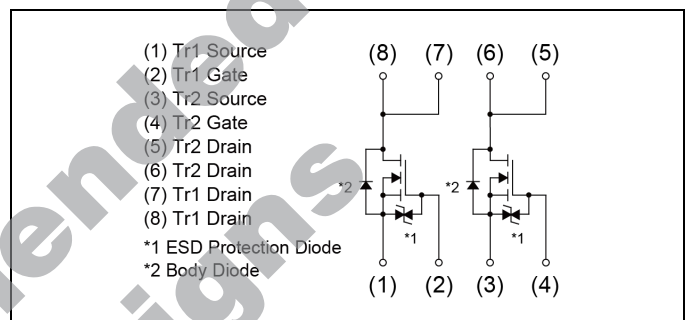 (1) Tr1 Source
(2) Tr1 Gate
(3) Tr2 Source
(4) Tr2 Gate
(5) Tr2 Drain
(6) Tr2 Drain
(7) Tr1 Drain
(8) Tr1 Drain
*1 ESD Protection Diode
*2 Body Diode
(8) (7) (6) (5)
*2 *2
*1 *1
(1) (2) (3) (4)